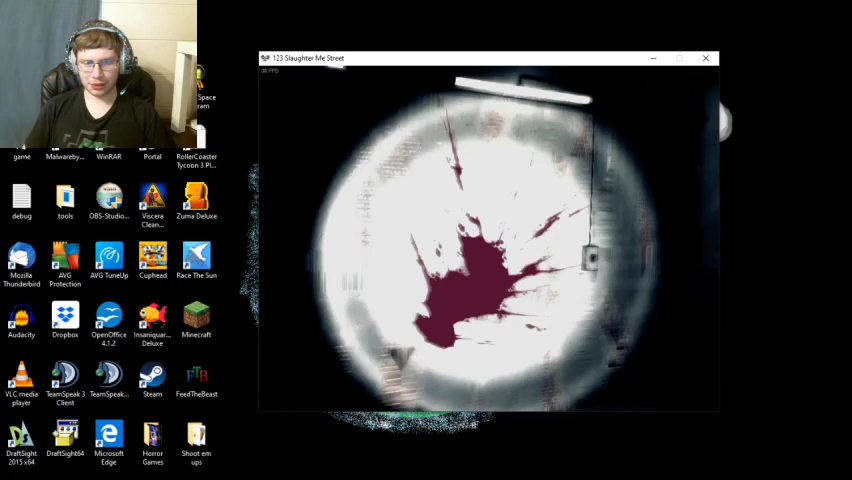 123 Slaughter Me Street
30 FPS
Space
ram
game
Malwareby...
WinRAR
Portal
RollerCoaster
Tycoon 3 Pl...
debug
tools
OBS-Studio...
Viscera
Clean...
Zuma Deluxe
Mozilla
Thunderbird
AVG
Protection
AVG TuneUp
Cuphead
Race The Sun
Audacity
Dropbox
OpenOffice
4.1.2
Insaniquar...
Deluxe
Minecraft
VLC media
player
TeamSpeak 3
Client
TeamSpeak...
Steam
FTB
FeedTheBeast
DraftSight
2015 x64
DraftSight64
Microsoft
Edge
Horror
Games
Shoot em
ups